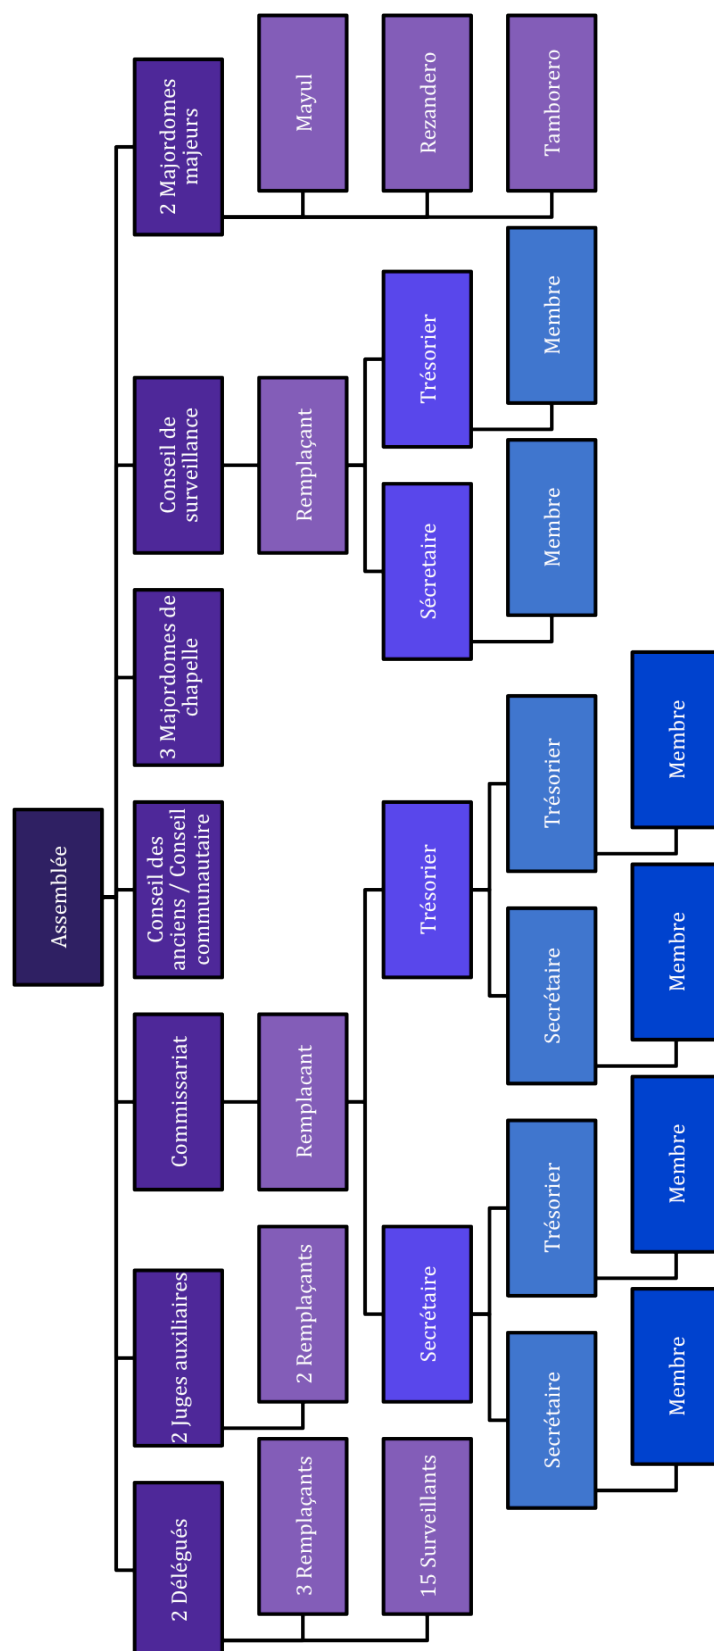 Assemblée
2 Délégués
2 Juges auxiliaires
Commissariat
Conseil des
anciens / Conseil
communautaire
3 Majordomes de
chapelle
Conseil de
surveillance
2 Majordomes
majeurs
3 Remplaçants
2 Remplaçants
Remplacant
Remplaçant
Mayul
15 Surveillants
Secrétaire
Trésorier
Sécretaire
Trésorier
Rezandero
Secrétaire
Trésorier
Secrétaire
Trésorier
Membre
Membre
Tamborero
Membre
Membre
Membre
Membre